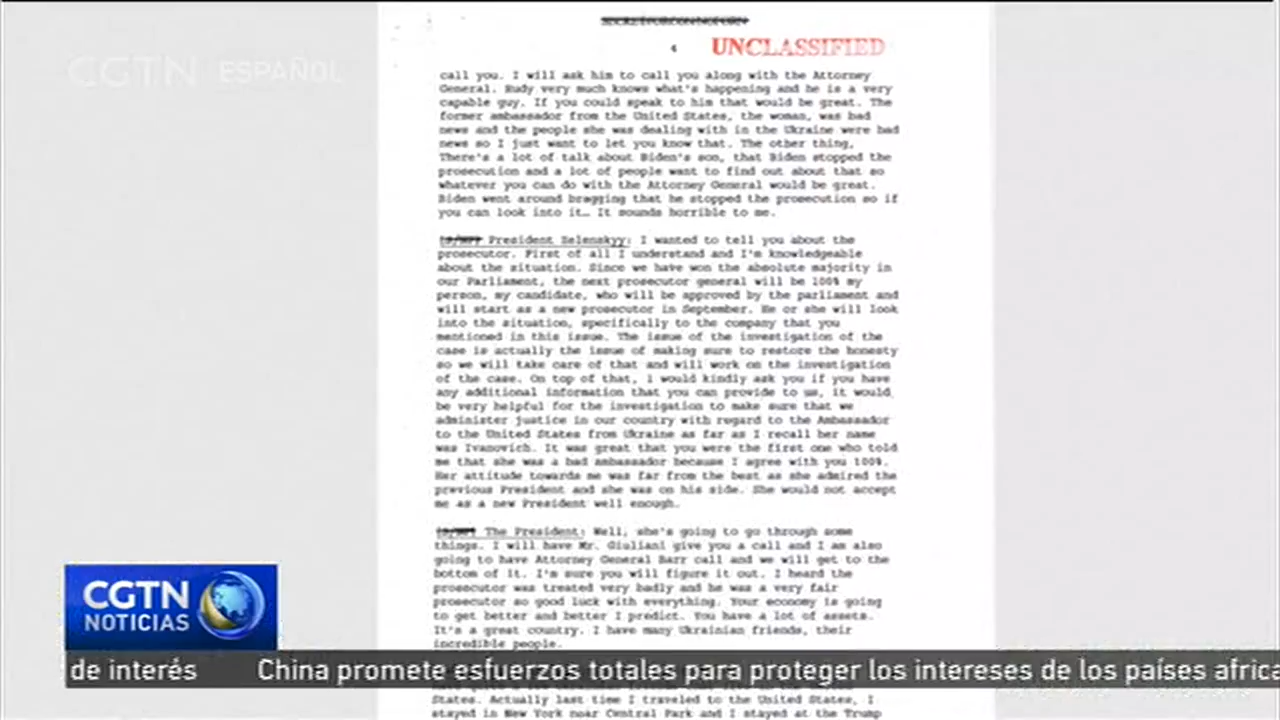 SECRET/ORCON/NOFORN
4 UNCLASSIFIED
CGTN ESPAÑOL
call you. I will ask him to call you along with the Attorney
General. Rudy very much knows what's happening and he is a very
capable guy. If you could speak to him that would be great. The
former ambassador from the United States, the woman, was bad
news and the people she was dealing with in the Ukraine were bad
news so I just want to let you know that. The other thing,
There's a lot of talk about Biden's son, that Biden stopped the
prosecution and a lot of people want to find out about that so
whatever you can do with the Attorney General would be great.
Biden went around bragging that he stopped the prosecution so if
you can look into it… It sounds horrible to me.
(S/NF) President Zelenskyy: I wanted to tell you about the
prosecutor. First of all I understand and I'm knowledgeable
about the situation. Since we have won the absolute majority in
our Parliament, the next prosecutor general will be 100% my
person, my candidate, who will be approved by the parliament and
will start as a new prosecutor in September. He or she will look
into the situation, specifically to the company that you
mentioned in this issue. The issue of the investigation of the
case is actually the issue of making sure to restore the honesty
so we will take care of that and will work on the investigation
of the case. On top of that, I would kindly ask you if you have
any additional information that you can provide to us, it would
be very helpful for the investigation to make sure that we
administer justice in our country with regard to the Ambassador
to the United States from Ukraine as far as I recall her name
was Ivanovich. It was great that you were the first one who told
me that she was a bad ambassador because I agree with you 100%.
Her attitude towards me was far from the best as she admired the
previous President and she was on his side. She would not accept
me as a new President well enough.
(S/NF) The President: Well, she's going to go through some
things. I will have Mr. Giuliani give you a call and I am also
going to have Attorney General Barr call and we will get to the
bottom of it. I'm sure you will figure it out. I heard the
prosecutor was treated very badly and he was a very fair
prosecutor so good luck with everything. Your economy is going
to get better and better I predict. You have a lot of assets.
It's a great country. I have many Ukrainian friends, their
incredible people.
CGTN
NOTICIAS
de interés China promete esfuerzos totales para proteger los intereses de los países africa
States. Actually last time I traveled to the United States, I
stayed in New York near Central Park and I stayed at the Trump